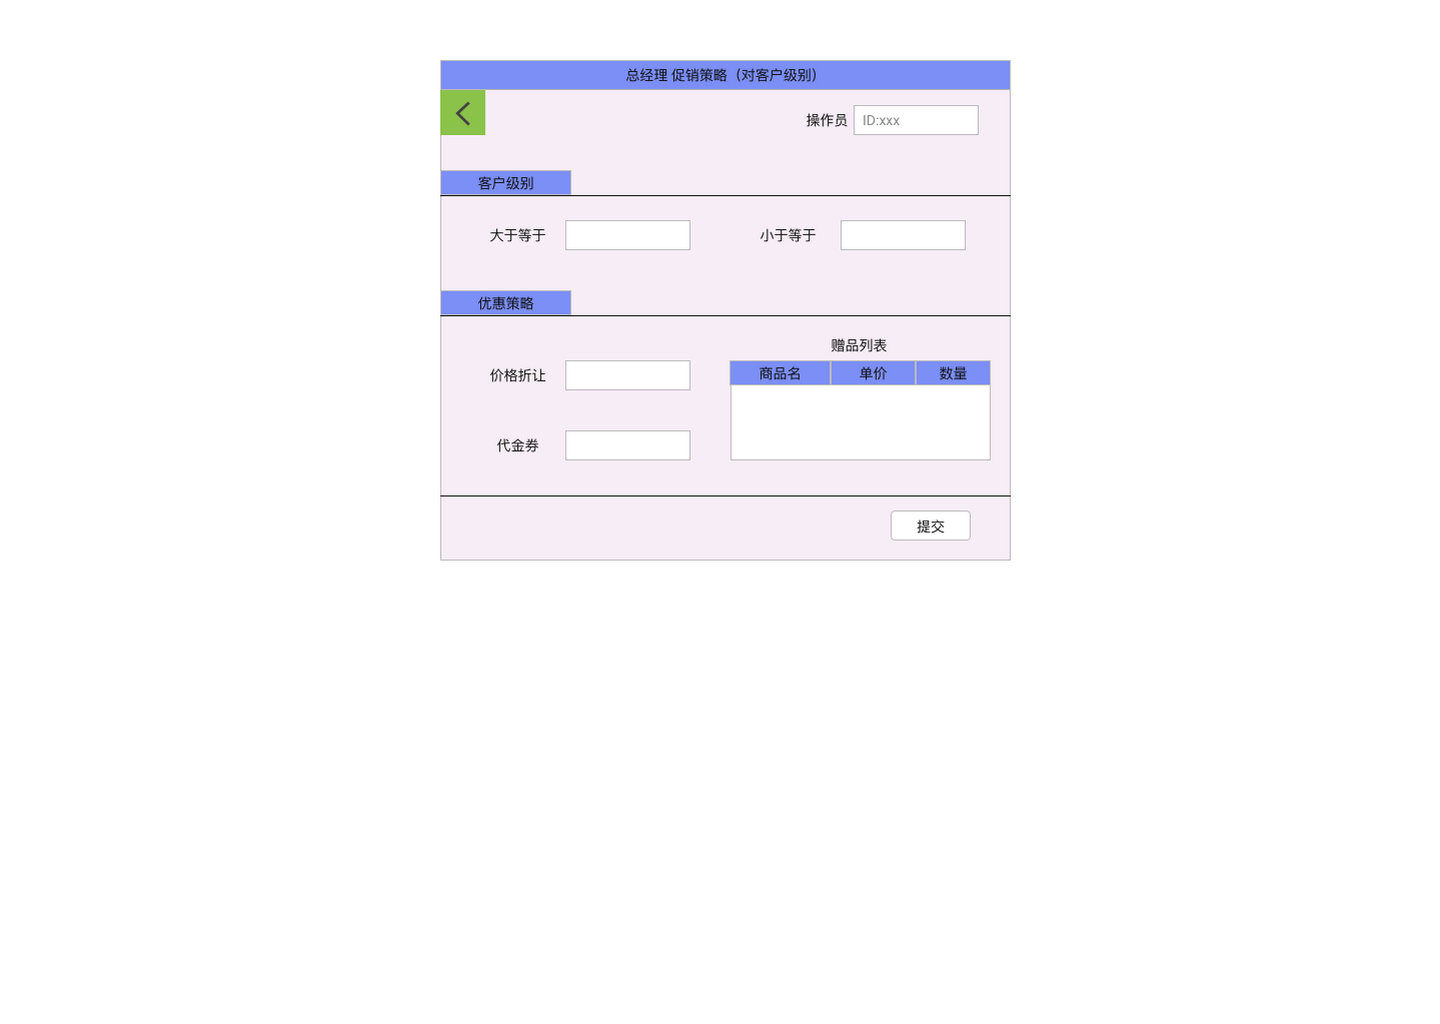 总经理 促销策略（对客户级别）
操作员 ID:xxx
客户级别
大于等于 小于等于
优惠策略
赠品列表
商品名 单价 数量
价格折让
代金券
提交